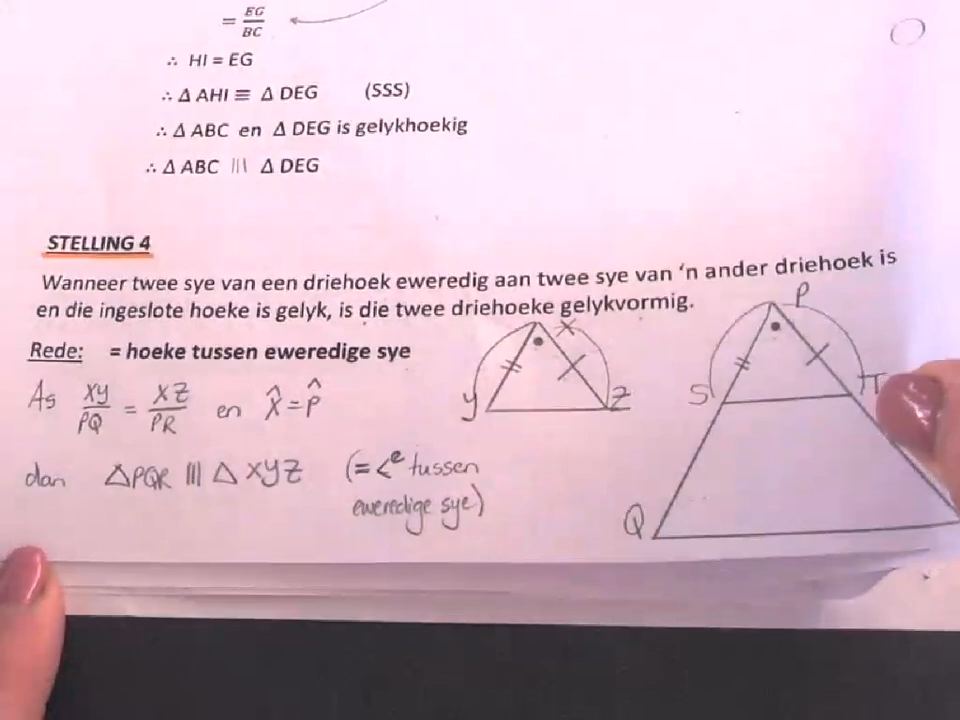 = EG/BC
∴ HI = EG
∴ Δ AHI ≡ Δ DEG (SSS)
∴ Δ ABC en Δ DEG is gelykhoekig
∴ Δ ABC ||| Δ DEG
STELLING 4
Wanneer twee sye van een driehoek eweredig aan twee sye van 'n ander driehoek is
en die ingeslote hoeke is gelyk, is die twee driehoeke gelykvormig.
Rede: = hoeke tussen eweredige sye
As XY/PQ = XZ/PR en X̂ = P̂
dan ΔPQR ||| ΔXYZ (= <e tussen
eweredige sye)
X
Y
Z
P
S
T
Q